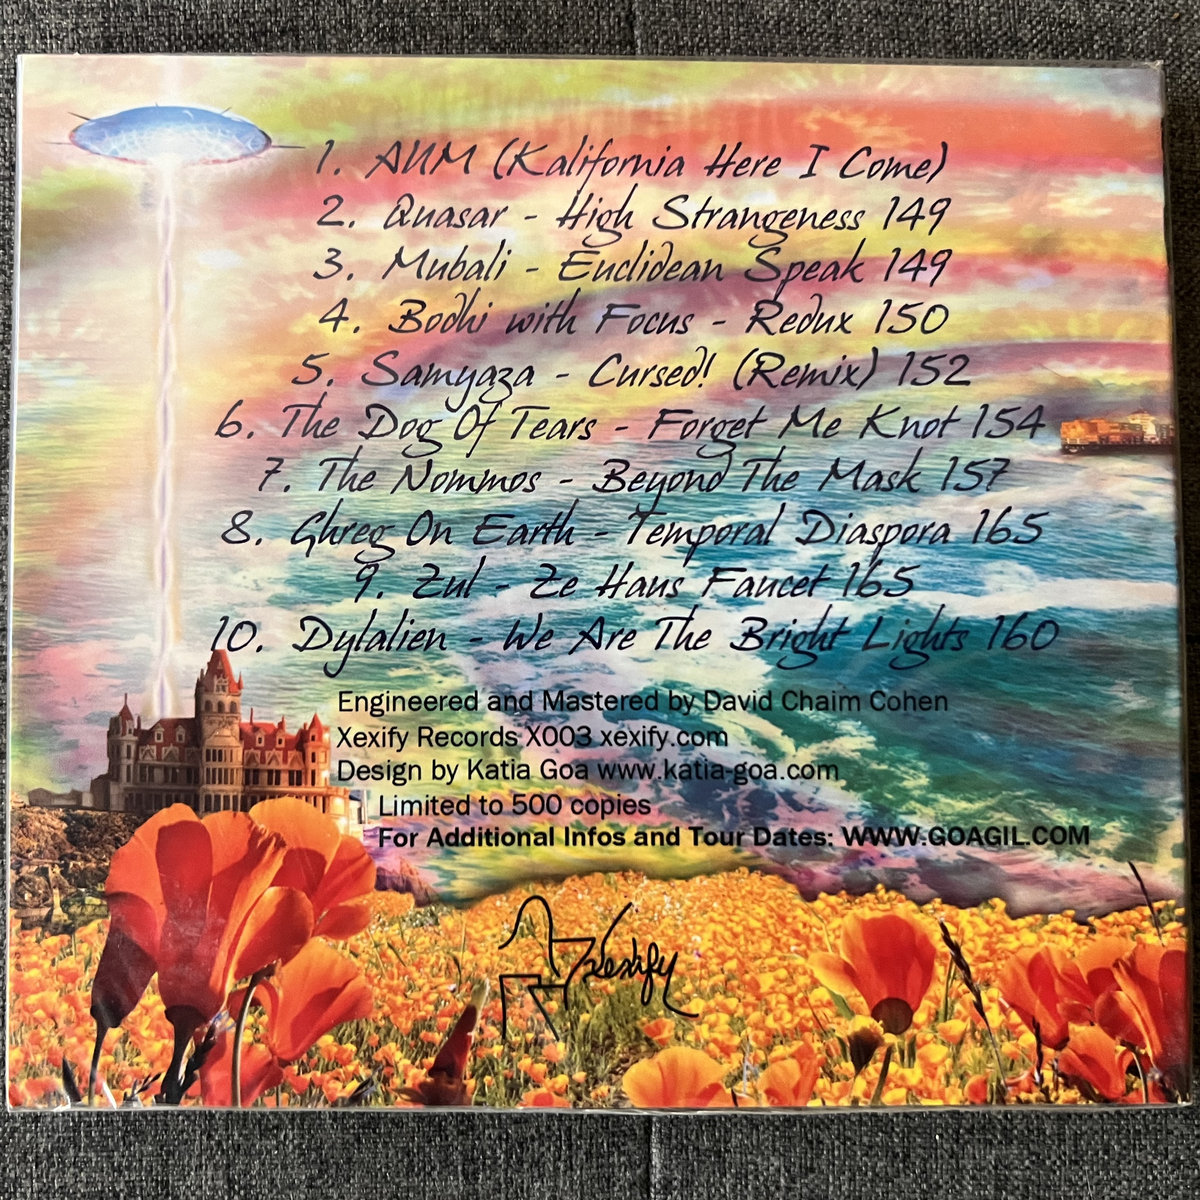 1. AUM (Kalifornia Here I Come)
2. Quasar - High Strangeness 149
3. Mubali - Euclidean Speak 149
4. Bodhi with Focus - Redux 150
5. Samyaza - Cursed! (Remix) 152
6. The Dog Of Tears - Forget Me Knot 154
7. The Nommos - Beyond The Mask 157
8. Ghreg On Earth - Temporal Diaspora 165
9. Zul - Ze Hans Faucet 165
10. Dylalien - We Are The Bright Lights 160
Engineered and Mastered by David Chaim Cohen
Xexify Records X003 xexify.com
Design by Katia Goa www.katia-goa.com
Limited to 500 copies
For Additional Infos and Tour Dates: WWW.GOAGIL.COM
Xexify